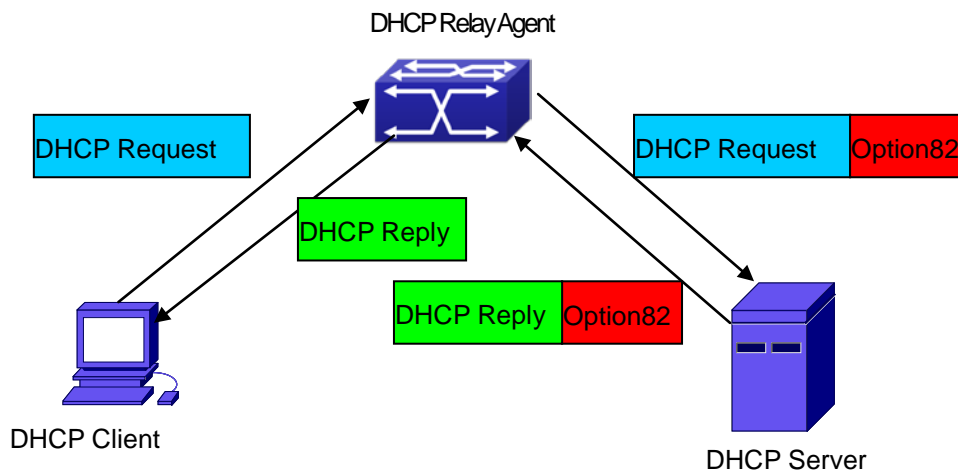 DHCP Relay Agent
DHCP Request
DHCP Request Option82
DHCP Reply
DHCP Reply Option82
DHCP Client
DHCP Server